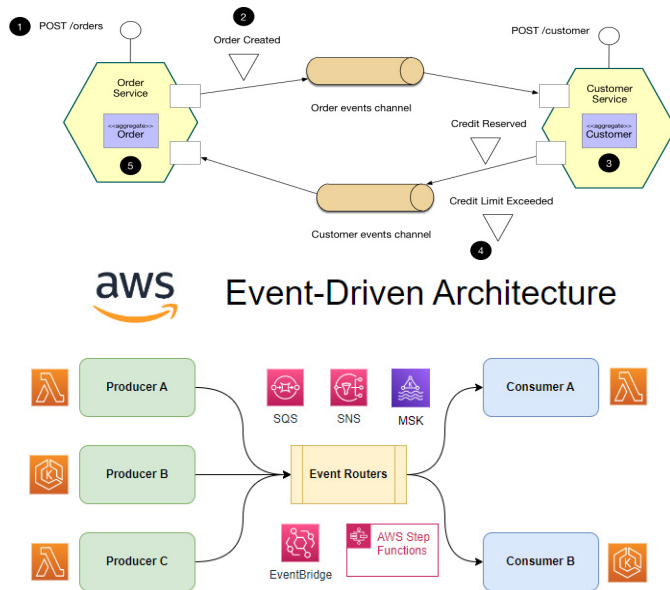 1
POST /orders
2
Order Created
POST /customer
Order
Service
<<aggregate>>
Order
5
Order events channel
Customer
Service
<<aggregate>>
Customer
3
Credit Reserved
Customer events channel
Credit Limit Exceeded
4
aws
Event-Driven Architecture
Producer A
SQS
SNS
MSK
Consumer A
Producer B
K
Event Routers
Producer C
EventBridge
AWS Step
Functions
Consumer B
K